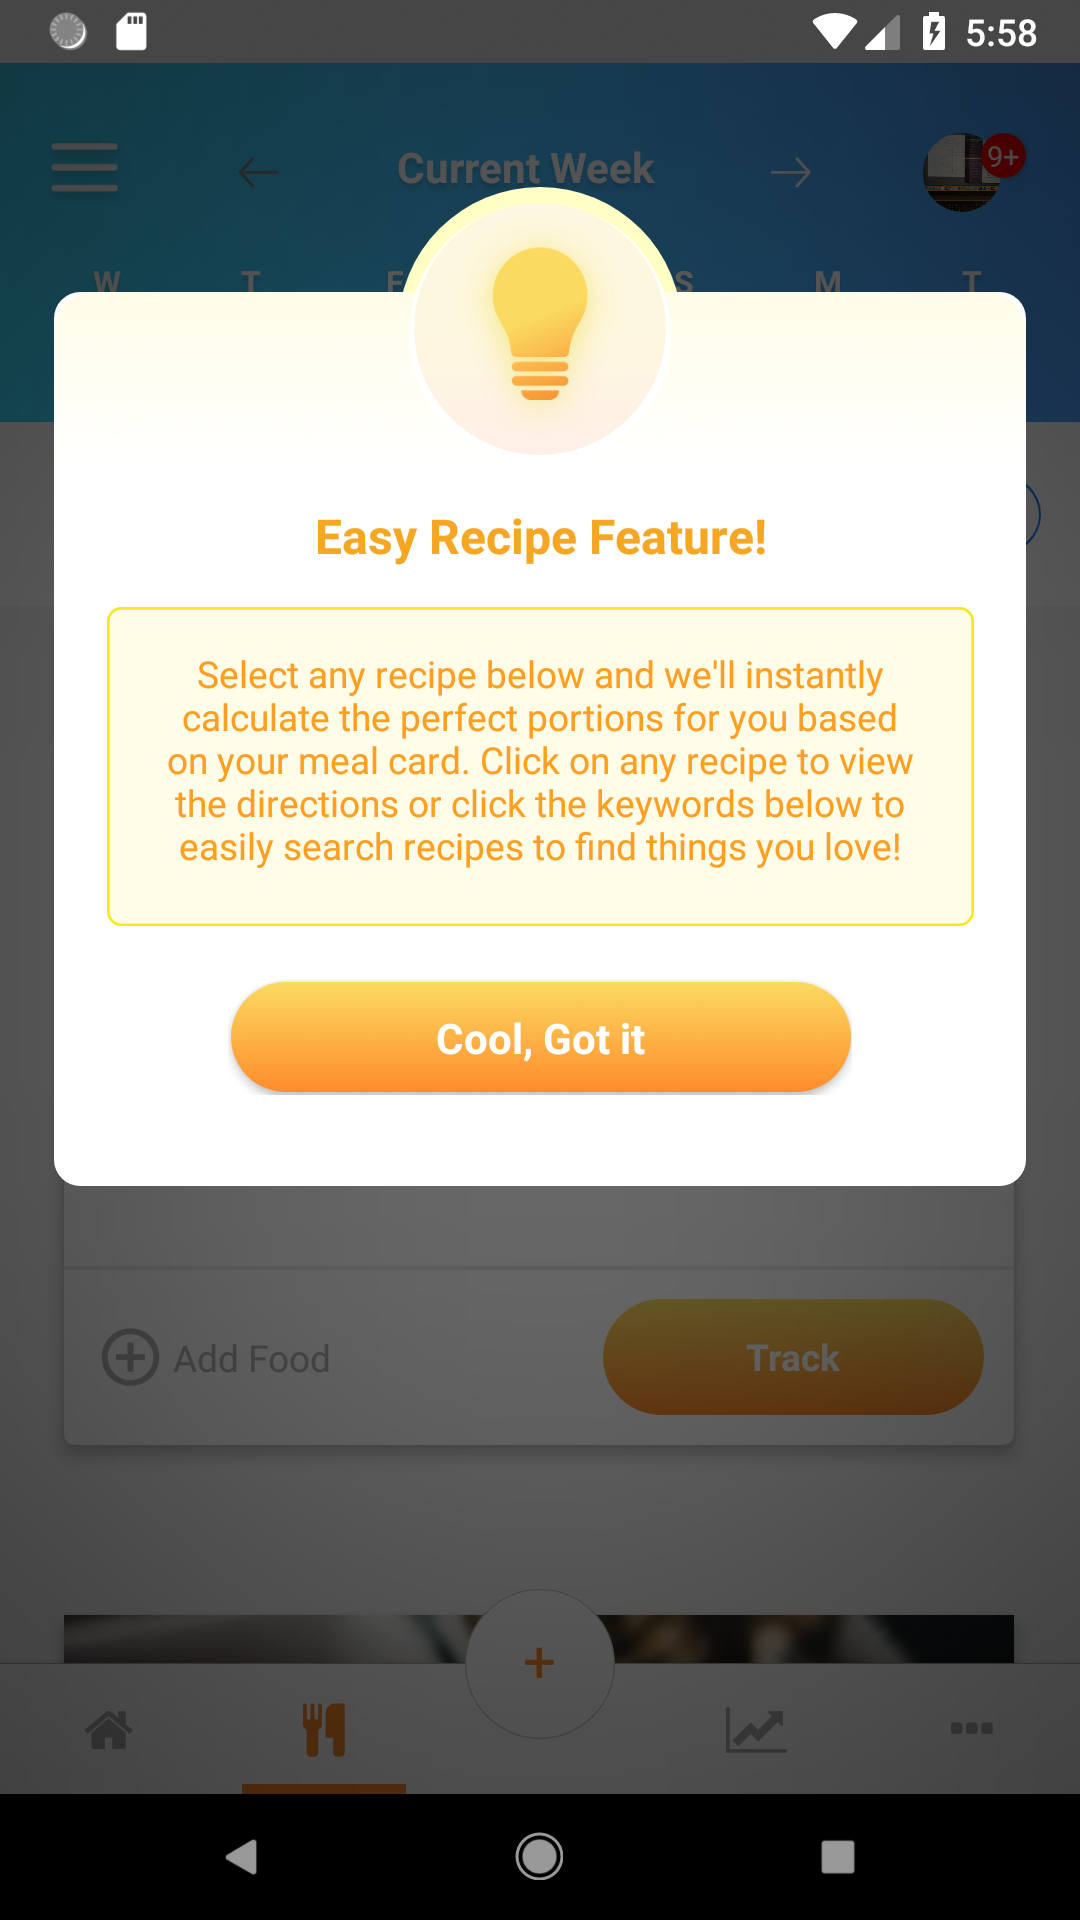 5:58
Current Week
9+
W T F S M T
Easy Recipe Feature!
Select any recipe below and we'll instantly
calculate the perfect portions for you based
on your meal card. Click on any recipe to view
the directions or click the keywords below to
easily search recipes to find things you love!
Cool, Got it
Add Food
Track